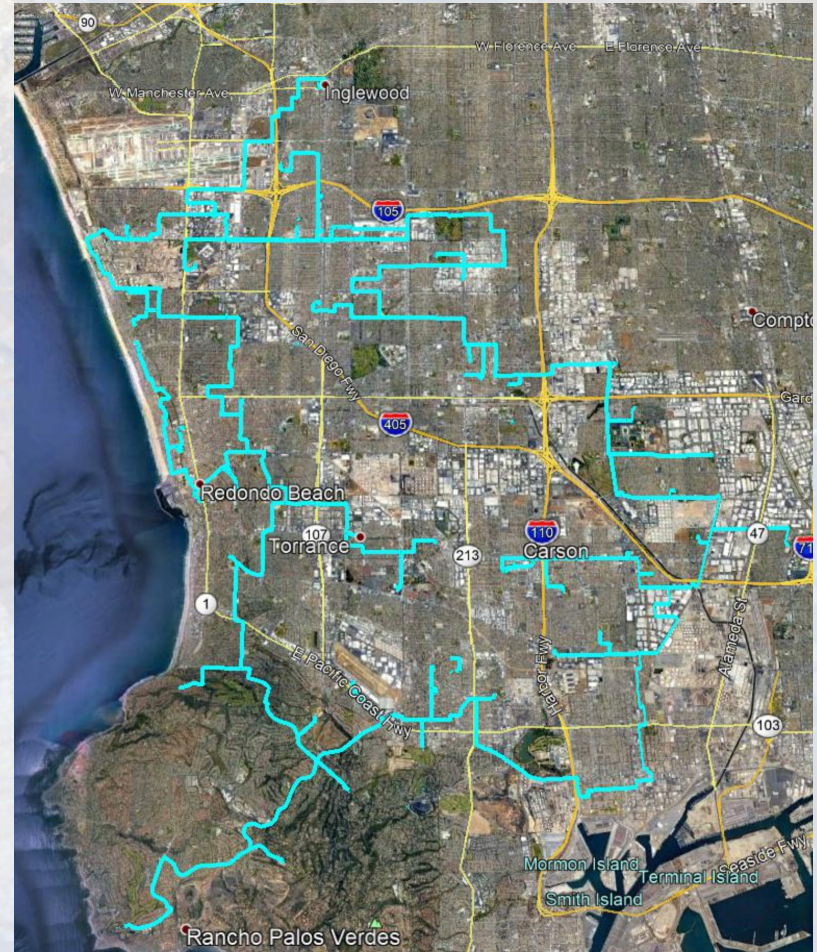 90
W Florence Ave
E Florence Ave
W Manchester Ave
Inglewood
105
San Diego Fwy
Compto
Gard
405
Redondo Beach
107
Torrance
213
110
Carson
47
71
1
E Pacific Coast Hwy
Harbor Fwy
Alameda St
103
Mormon Island
Seaside Fwy
Terminal Island
Smith Island
Rancho Palos Verdes